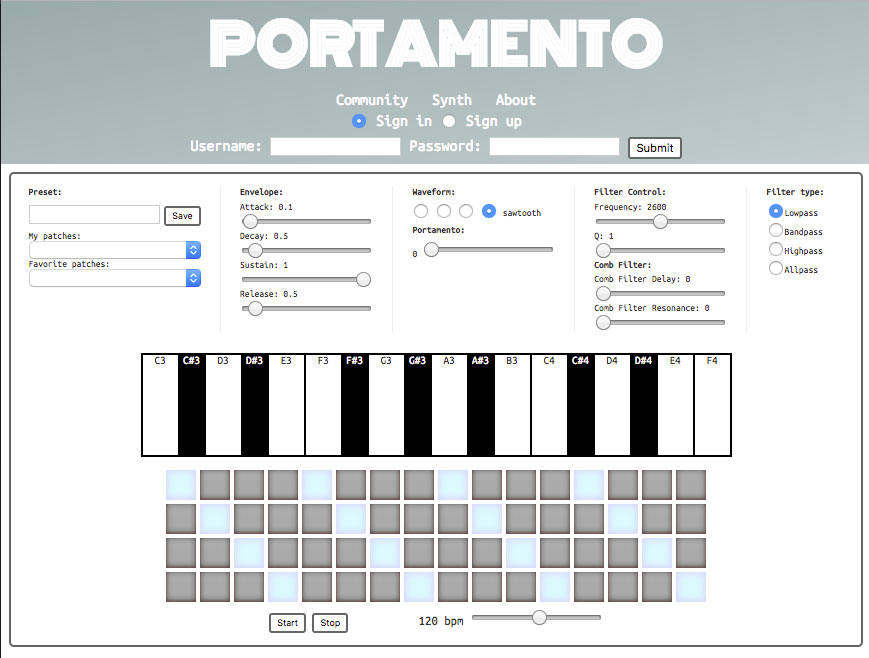 PORTAMENTO
Community Synth About
Sign in Sign up
Username: Password: Submit
Preset:
Save
My patches:
Favorite patches:
Envelope:
Attack: 0.1
Decay: 0.5
Sustain: 1
Release: 0.5
Waveform:
sawtooth
Portamento:
0
Filter Control:
Frequency: 2600
Q: 1
Comb Filter:
Comb Filter Delay: 0
Comb Filter Resonance: 0
Filter type:
Lowpass
Bandpass
Highpass
Allpass
C3 C#3 D3 D#3 E3 F3 F#3 G3 G#3 A3 A#3 B3 C4 C#4 D4 D#4 E4 F4
Start Stop 120 bpm